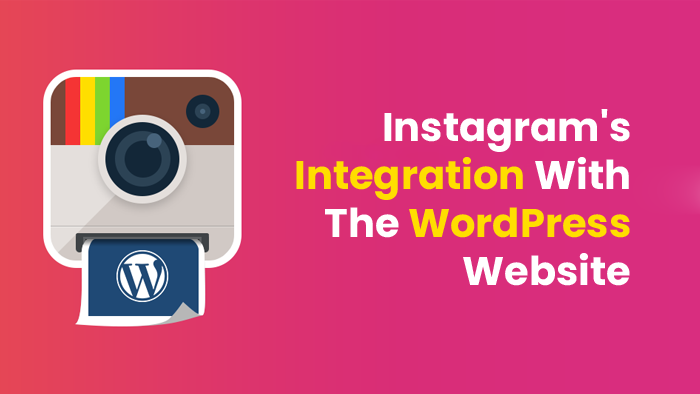 Instagram's
Integration With
The WordPress
Website